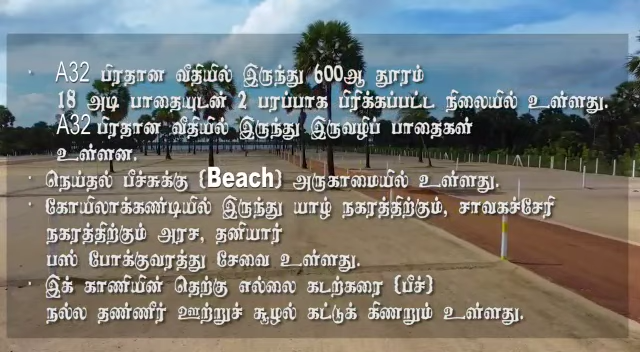 · A32 பிரதான வீதியில் இருந்து 600ஆ தூரம்
18 அடி பாதையுடன் 2 பரப்பாக பிரிக்கப்பட்ட நிலையில் உள்ளது.
A32 பிரதான வீதியில் இருந்து இருவழிப் பாதைகள்
உள்ளன.
· நெய்தல் பீச்சுக்கு {Beach} அருகாமையில் உள்ளது.
· கோயிலாக்கண்டியில் இருந்து யாழ் நகரத்திற்கும், சாவகச்சேரி
நகரத்திற்கும் அரச, தனியார்
பஸ் போக்குவரத்து சேவை உள்ளது.
· இக் காணியின் தெற்கு எல்லை கடற்கரை {பீச்}
நல்ல தண்ணீர் ஊற்றுச் சூழல் கட்டுக் கிணறும் உள்ளது.